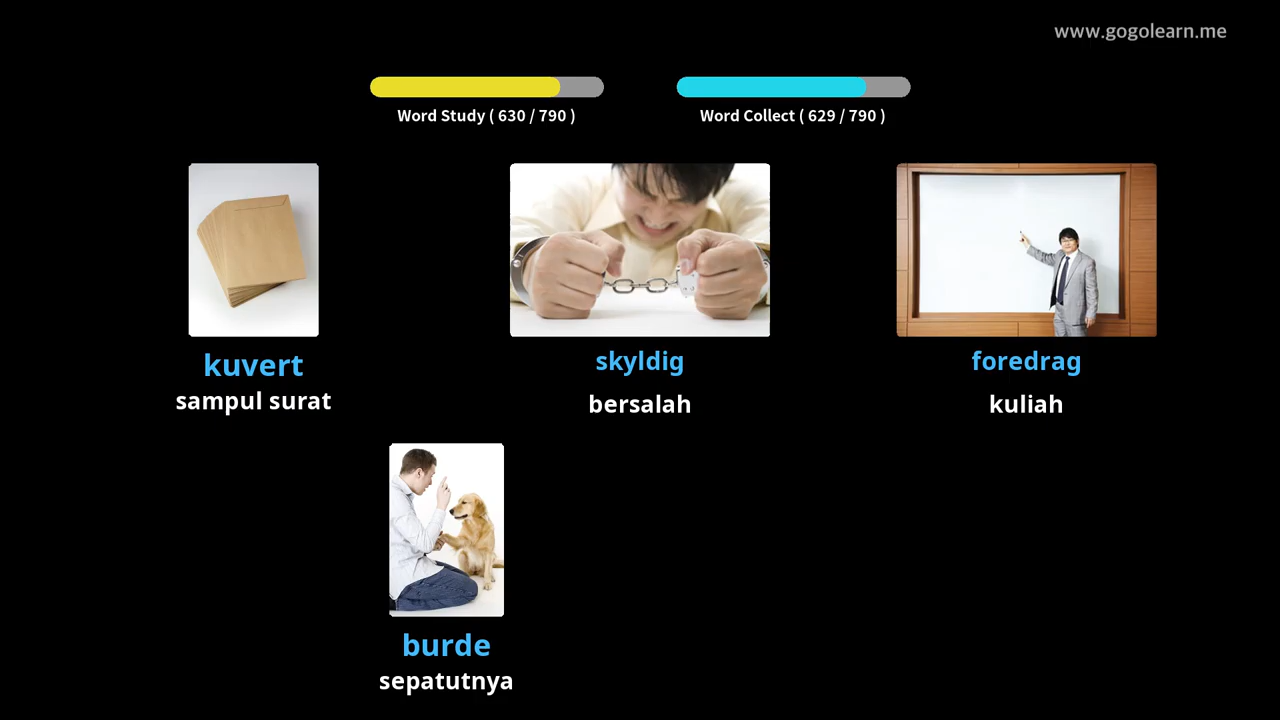 www.gogolearn.me
Word Study ( 630 / 790 )
Word Collect ( 629 / 790 )
kuvert
sampul surat
skyldig
bersalah
foredrag
kuliah
burde
sepatutnya